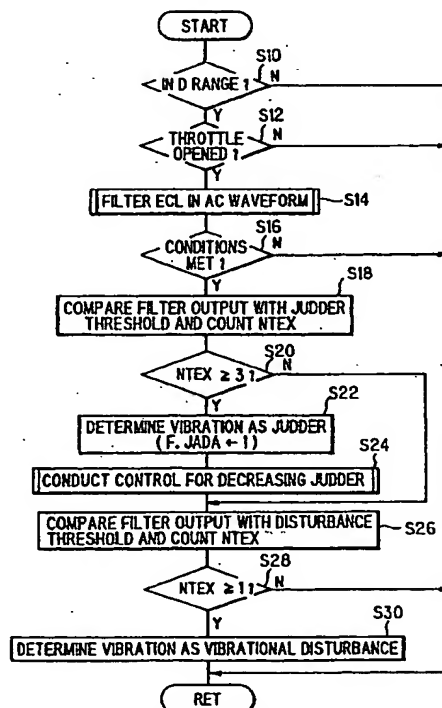 START
S10
IN D RANGE ?
N
Y
S12
THROTTLE
OPENED ?
N
Y
FILTER ECL IN AC WAVEFORM
S14
S16
CONDITIONS
MET ?
N
Y
S18
COMPARE FILTER OUTPUT WITH JUDDER
THRESHOLD AND COUNT NTEX
S20
NTEX ≥ 3 ?
N
Y
S22
DETERMINE VIBRATION AS JUDDER
(F. JADA ← 1)
S24
CONDUCT CONTROL FOR DECREASING JUDDER
COMPARE FILTER OUTPUT WITH DISTURBANCE
THRESHOLD AND COUNT NTEX
S26
S28
NTEX ≥ 1 ?
N
Y
S30
DETERMINE VIBRATION AS VIBRATIONAL DISTURBANCE
RET